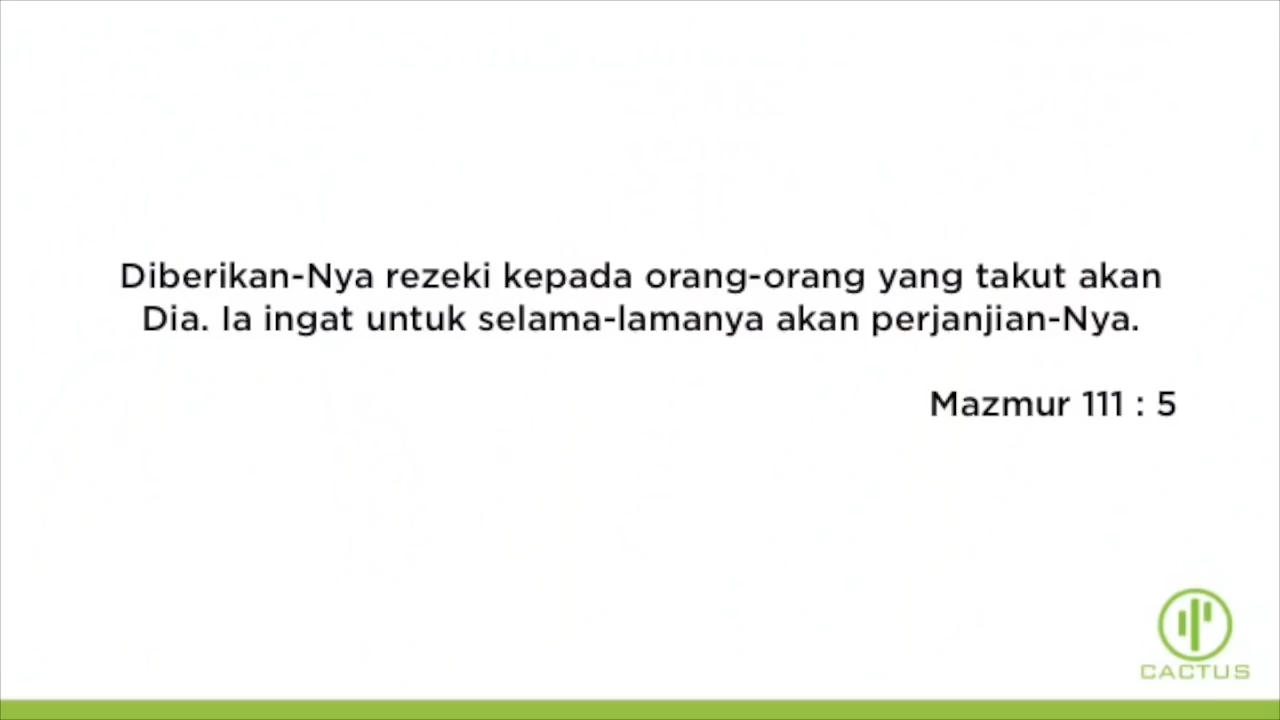 Diberikan-Nya rezeki kepada orang-orang yang takut akan
Dia. Ia ingat untuk selama-lamanya akan perjanjian-Nya.
Mazmur 111 : 5
CACTUS